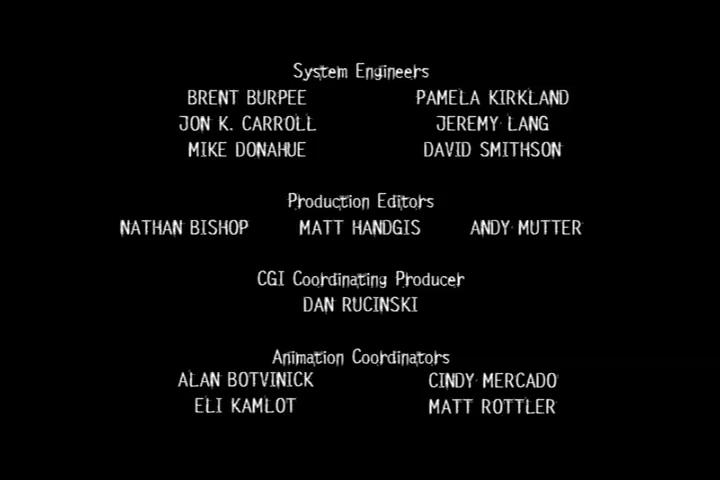 System Engineers
BRENT BURPEE PAMELA KIRKLAND
JON K. CARROLL JEREMY LANG
MIKE DONAHUE DAVID SMITHSON
Production Editors
NATHAN BISHOP MATT HANDGIS ANDY MUTTER
CGI Coordinating Producer
DAN RUCINSKI
Animation Coordinators
ALAN BOTVINICK CINDY MERCADO
ELI KAMLOT MATT ROTTLER